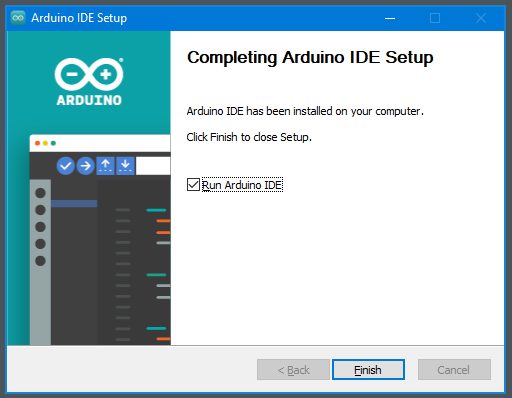 Arduino IDE Setup
ARDUINO
Completing Arduino IDE Setup
Arduino IDE has been installed on your computer.
Click Finish to close Setup.
Run Arduino IDE
< Back
Finish
Cancel